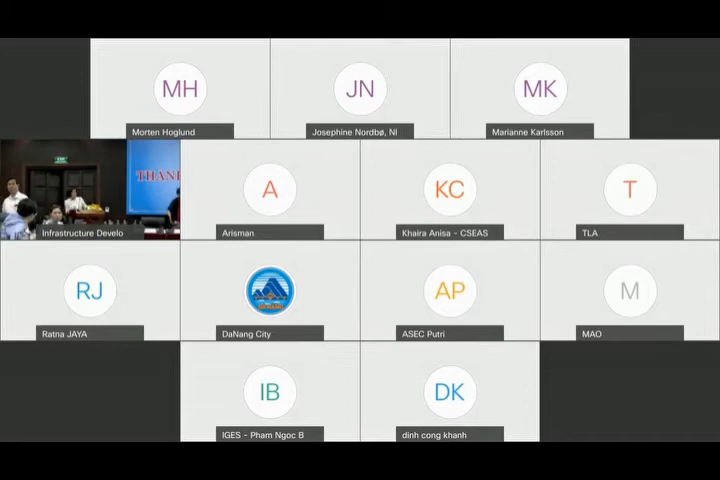 MH
JN
MK
Morten Hoglund
Josephine Nordbø, NI
Marianne Karlsson
THANH
A
KC
T
Infrastructure Develo
Arisman
Khaira Anisa - CSEAS
TLA
RJ
AP
M
Ratna JAYA
DaNang City
ASEC Putri
MAO
IB
DK
IGES - Pham Ngoc B
dinh cong khanh